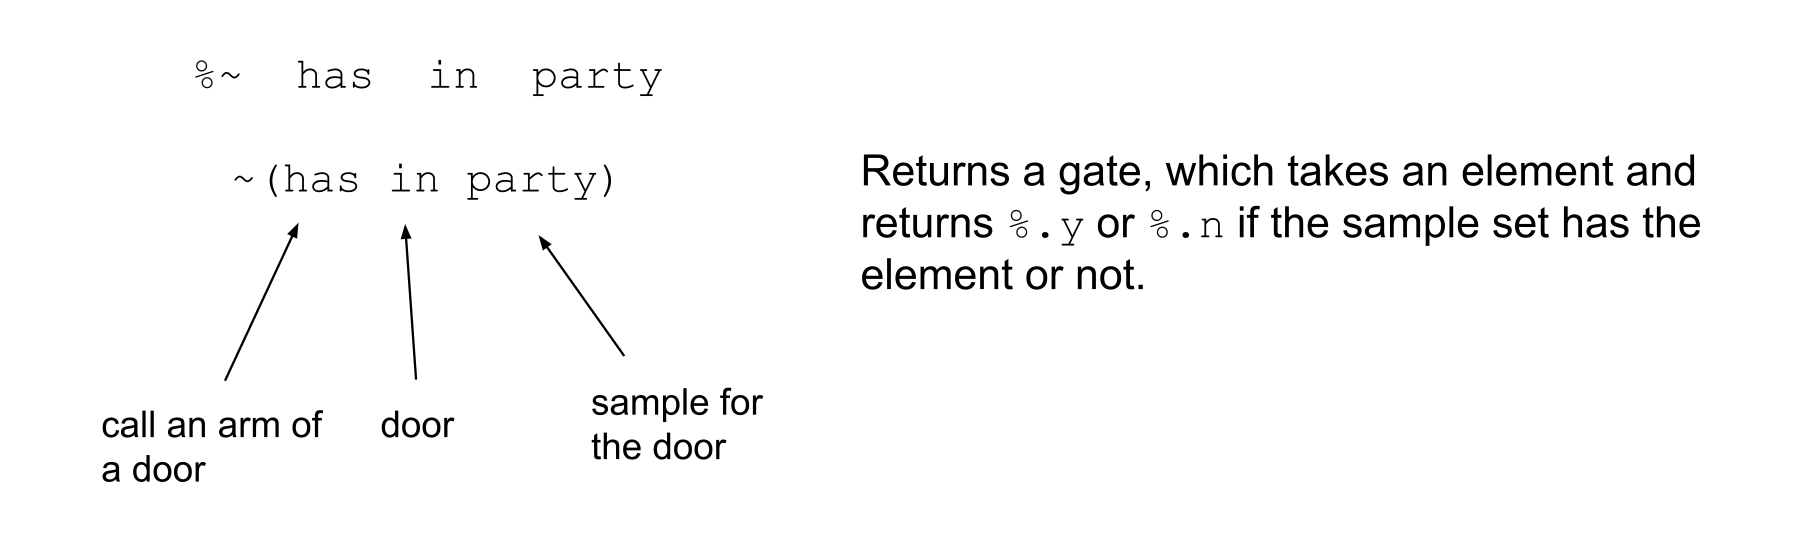 %~ has in party
~(has in party)
Returns a gate, which takes an element and
returns %.y or %.n if the sample set has the
element or not.
call an arm of
a door
door
sample for
the door